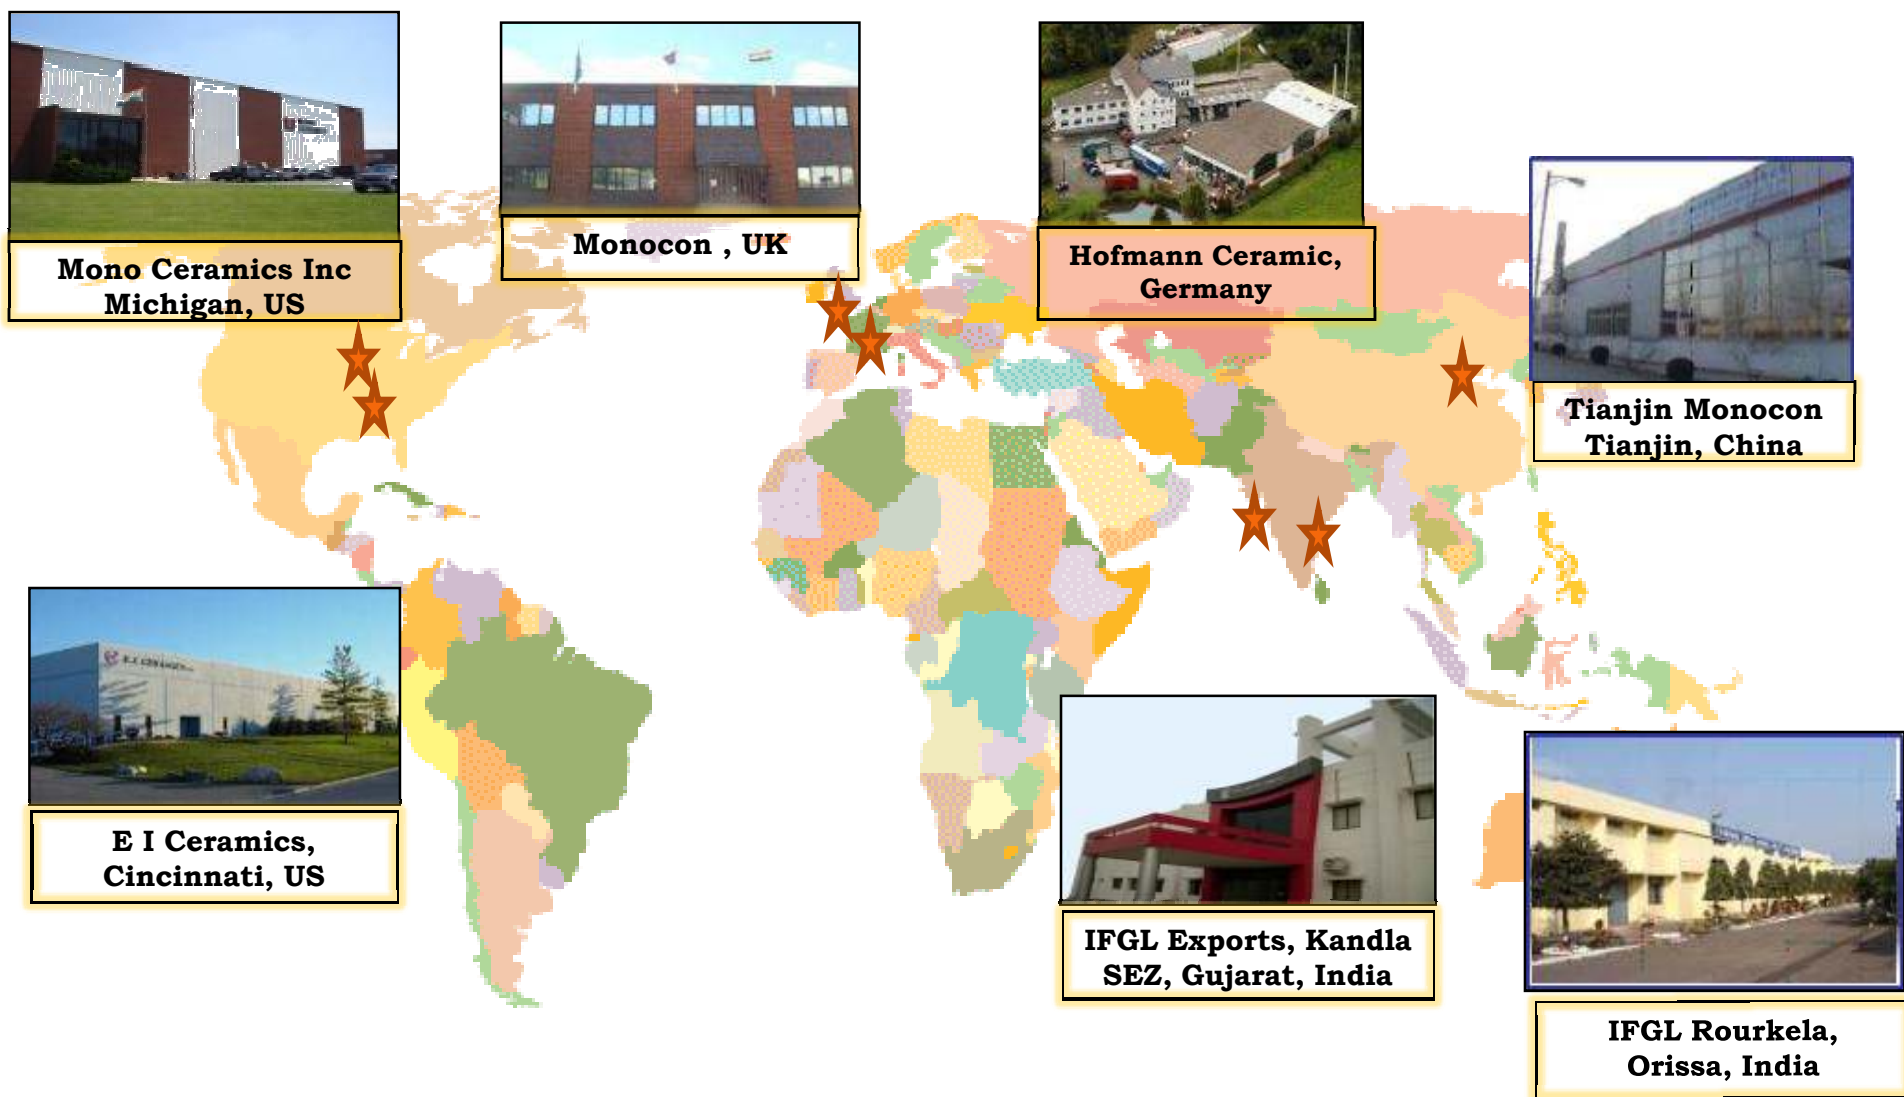 Mono Ceramics Inc
Michigan, US
Monocon , UK
Hofmann Ceramic,
Germany
Tianjin Monocon
Tianjin, China
E I Ceramics,
Cincinnati, US
IFGL Exports, Kandla
SEZ, Gujarat, India
IFGL Rourkela,
Orissa, India